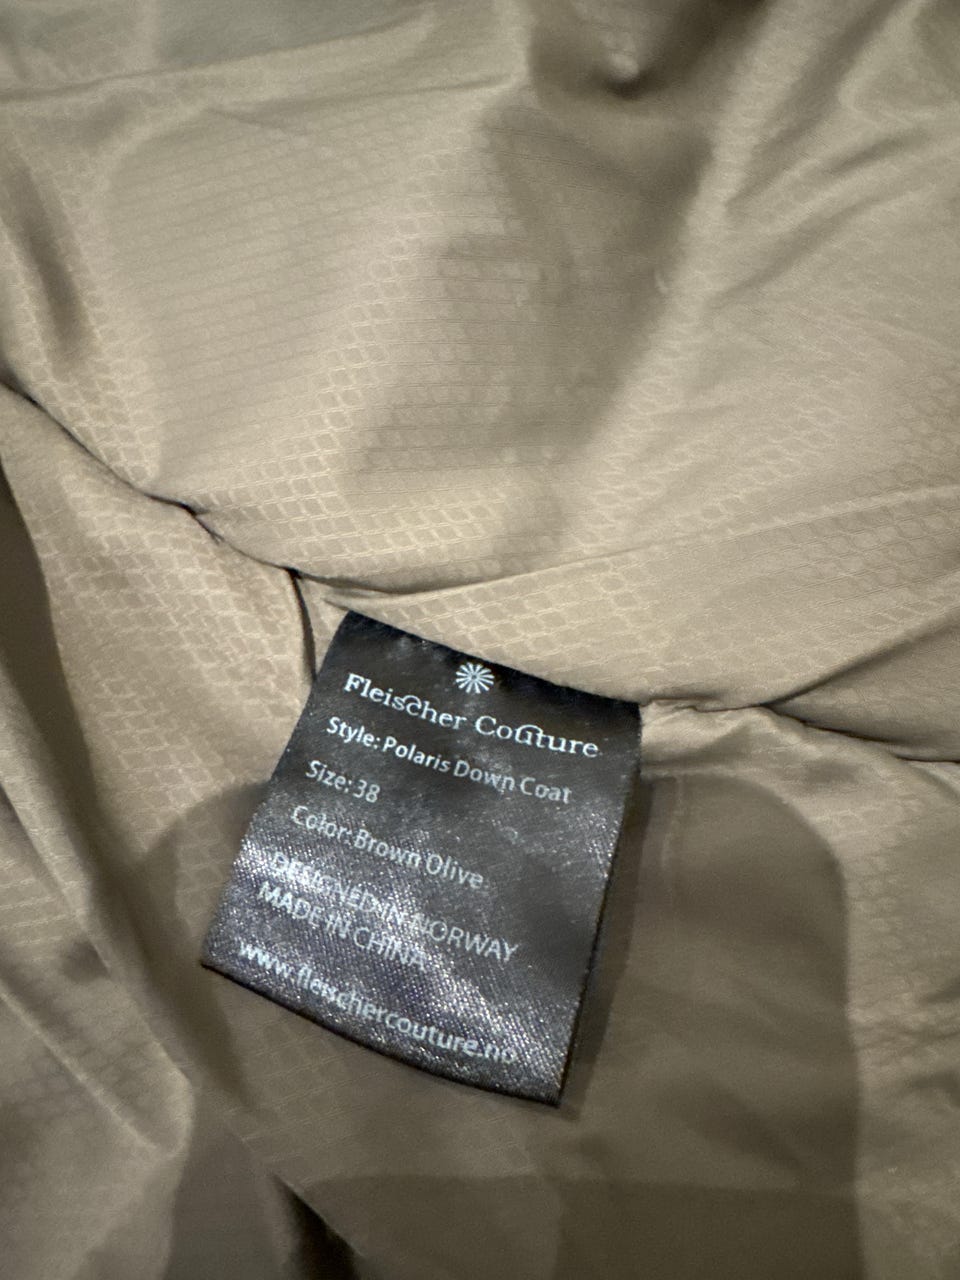 Fleischer Couture
Style: Polaris Down Coat
Size: 38
Color: Brown Olive
DESIGNED IN NORWAY
MADE IN CHINA
www.fleischercouture.no